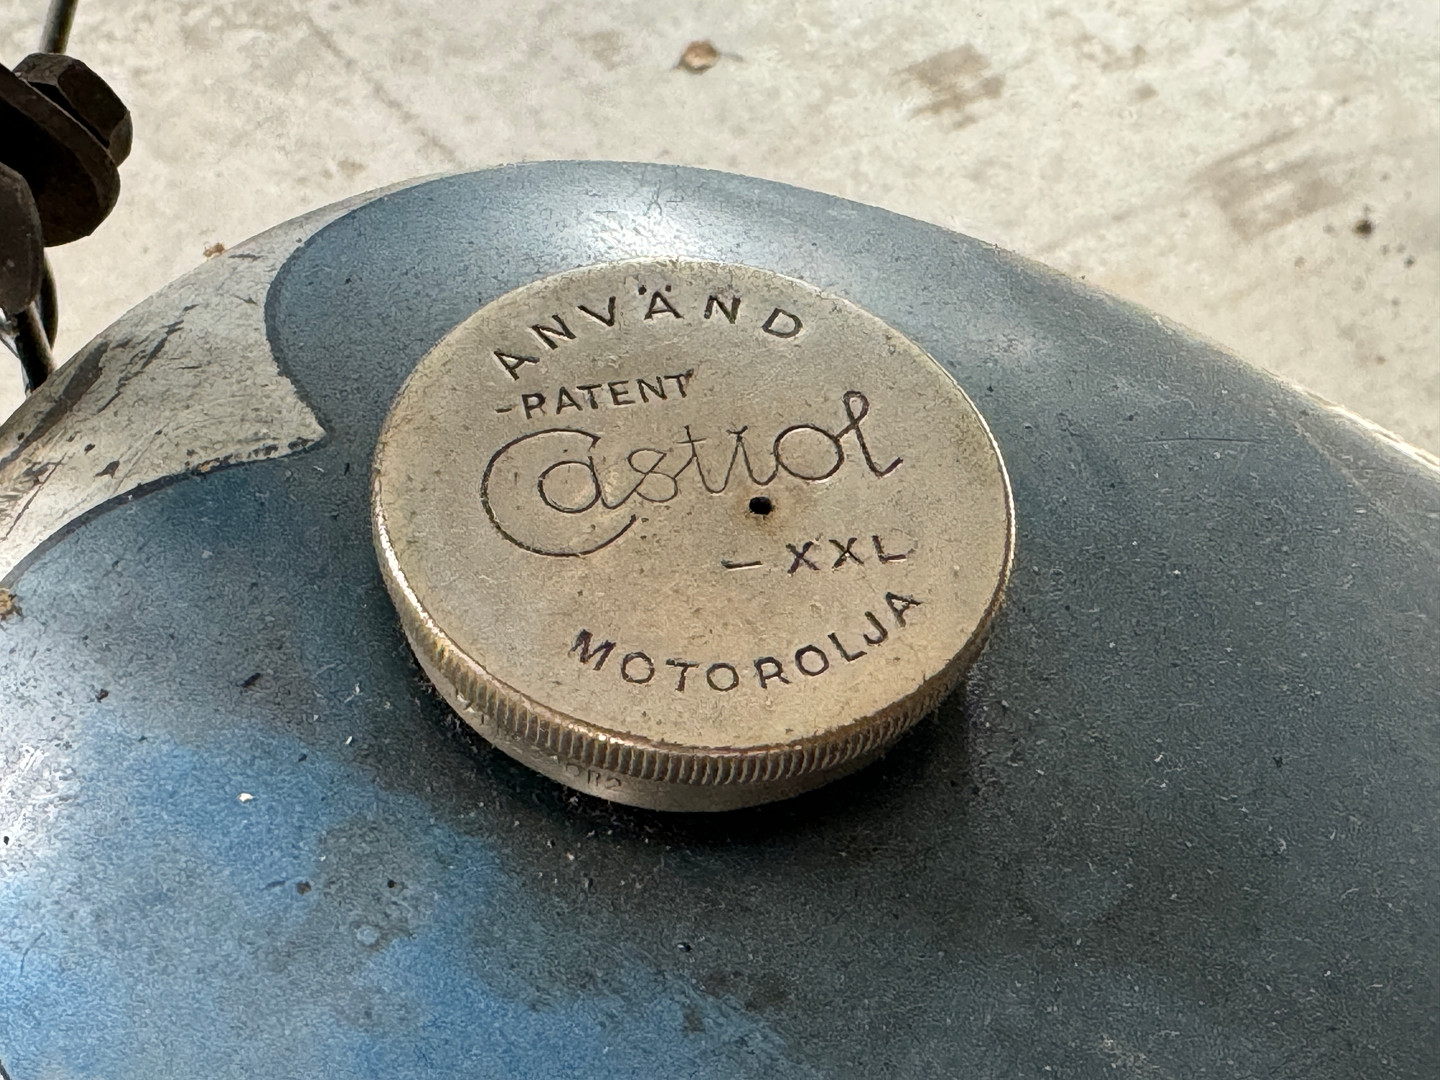 ANVÄND
-PATENT
Castrol
- XXL
MOTOROLJA